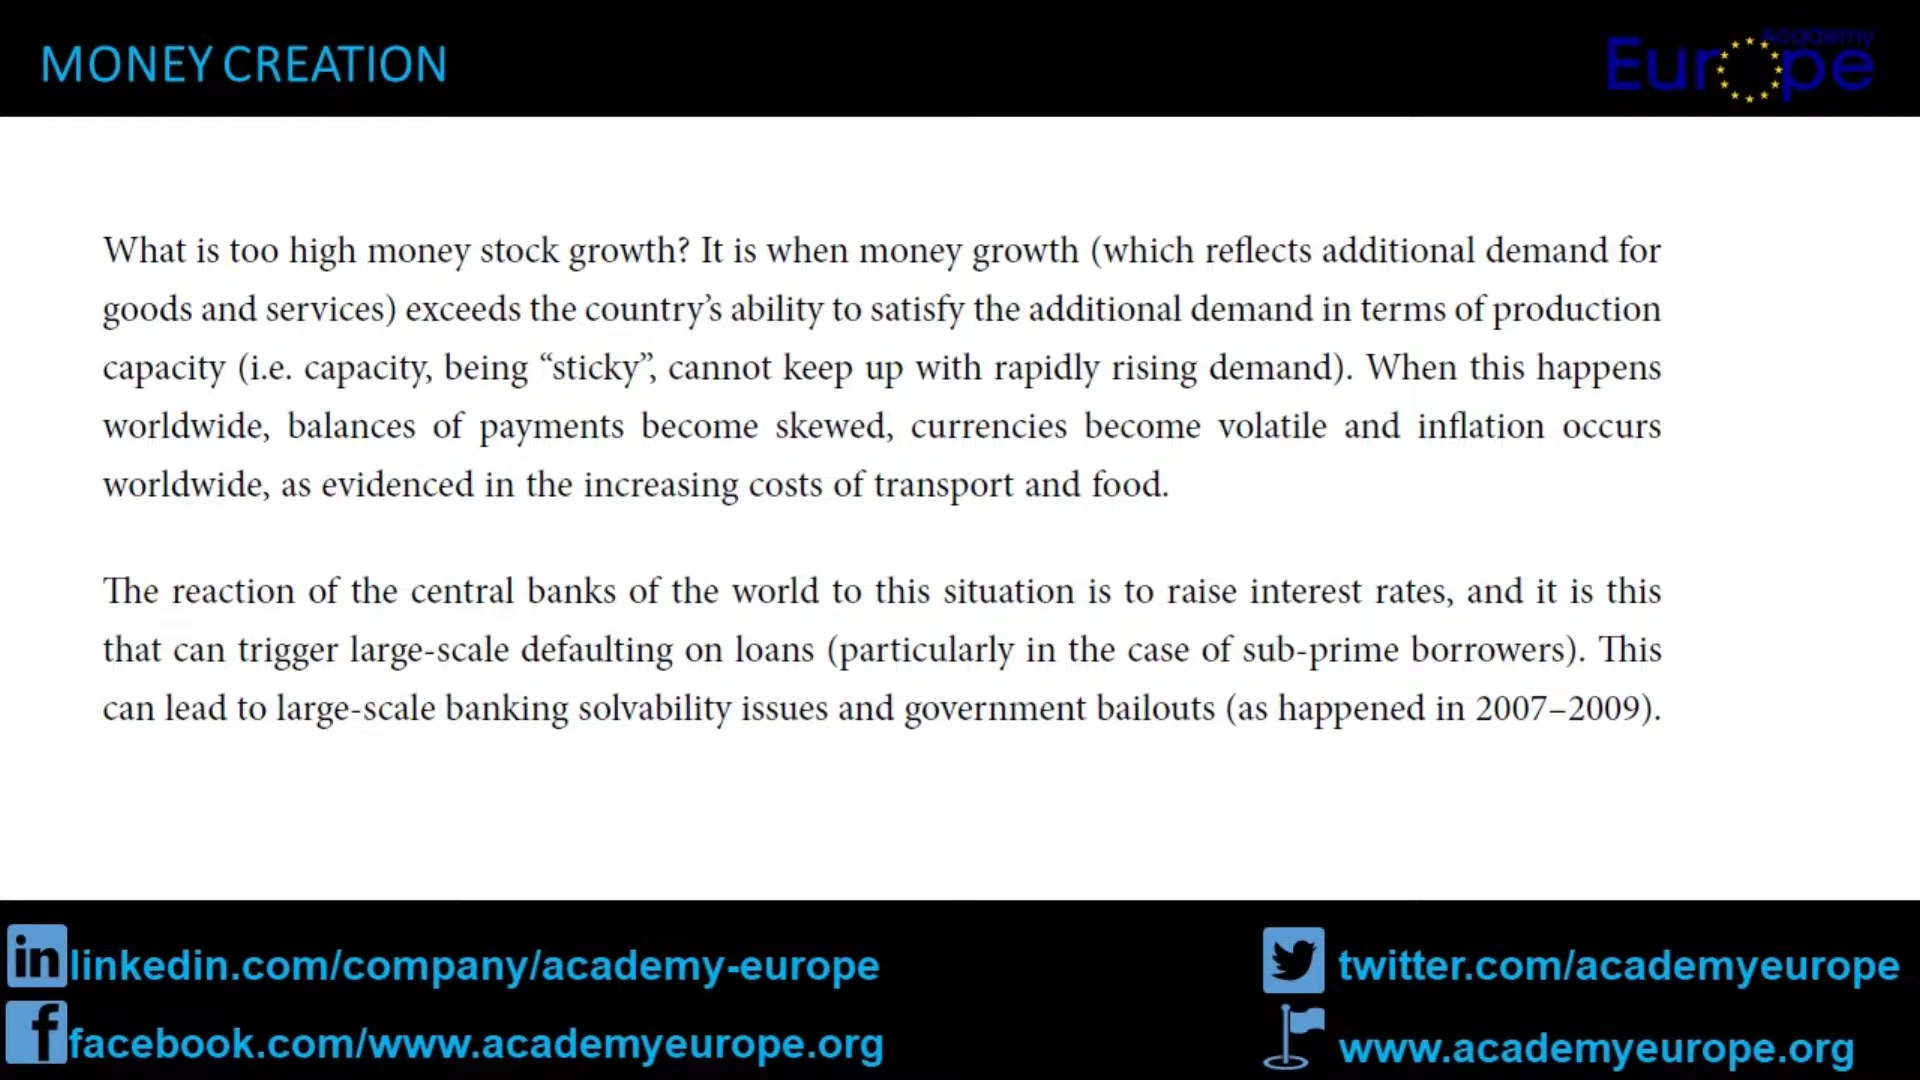 MONEY CREATION
Academy
Europe
What is too high money stock growth? It is when money growth (which reflects additional demand for
goods and services) exceeds the country’s ability to satisfy the additional demand in terms of production
capacity (i.e. capacity, being “sticky”, cannot keep up with rapidly rising demand). When this happens
worldwide, balances of payments become skewed, currencies become volatile and inflation occurs
worldwide, as evidenced in the increasing costs of transport and food.
The reaction of the central banks of the world to this situation is to raise interest rates, and it is this
that can trigger large-scale defaulting on loans (particularly in the case of sub-prime borrowers). This
can lead to large-scale banking solvability issues and government bailouts (as happened in 2007–2009).
in linkedin.com/company/academy-europe
twitter.com/academyeurope
f facebook.com/www.academyeurope.org
www.academyeurope.org